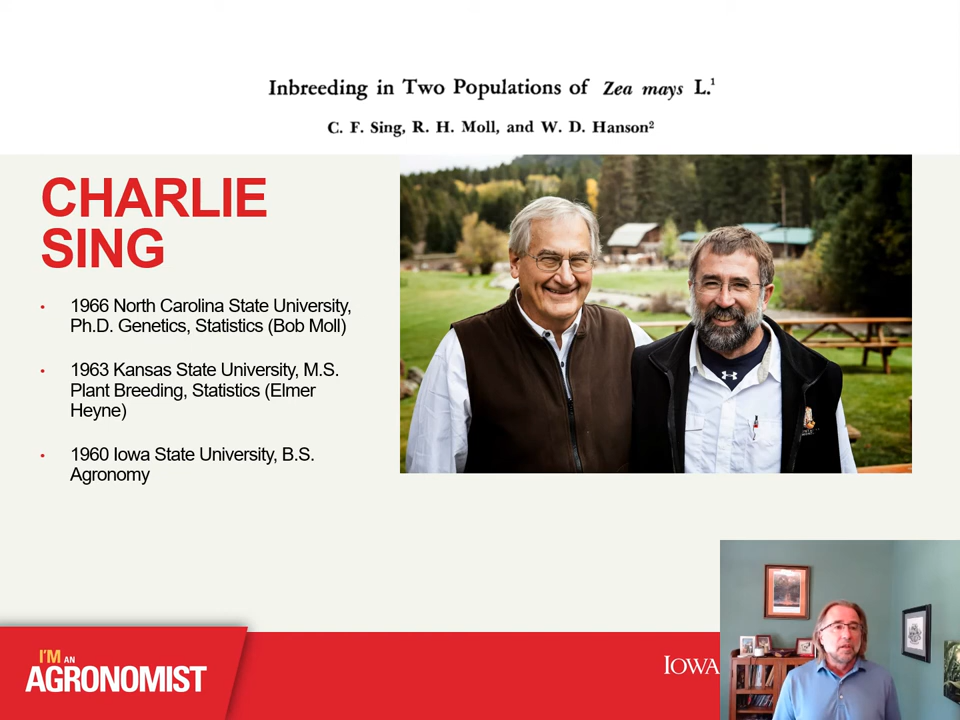 Inbreeding in Two Populations of Zea mays L.¹
C. F. Sing, R. H. Moll, and W. D. Hanson²
CHARLIE
SING
• 1966 North Carolina State University,
Ph.D. Genetics, Statistics (Bob Moll)
• 1963 Kansas State University, M.S.
Plant Breeding, Statistics (Elmer
Heyne)
• 1960 Iowa State University, B.S.
Agronomy
I'M AN
AGRONOMIST
IOWA